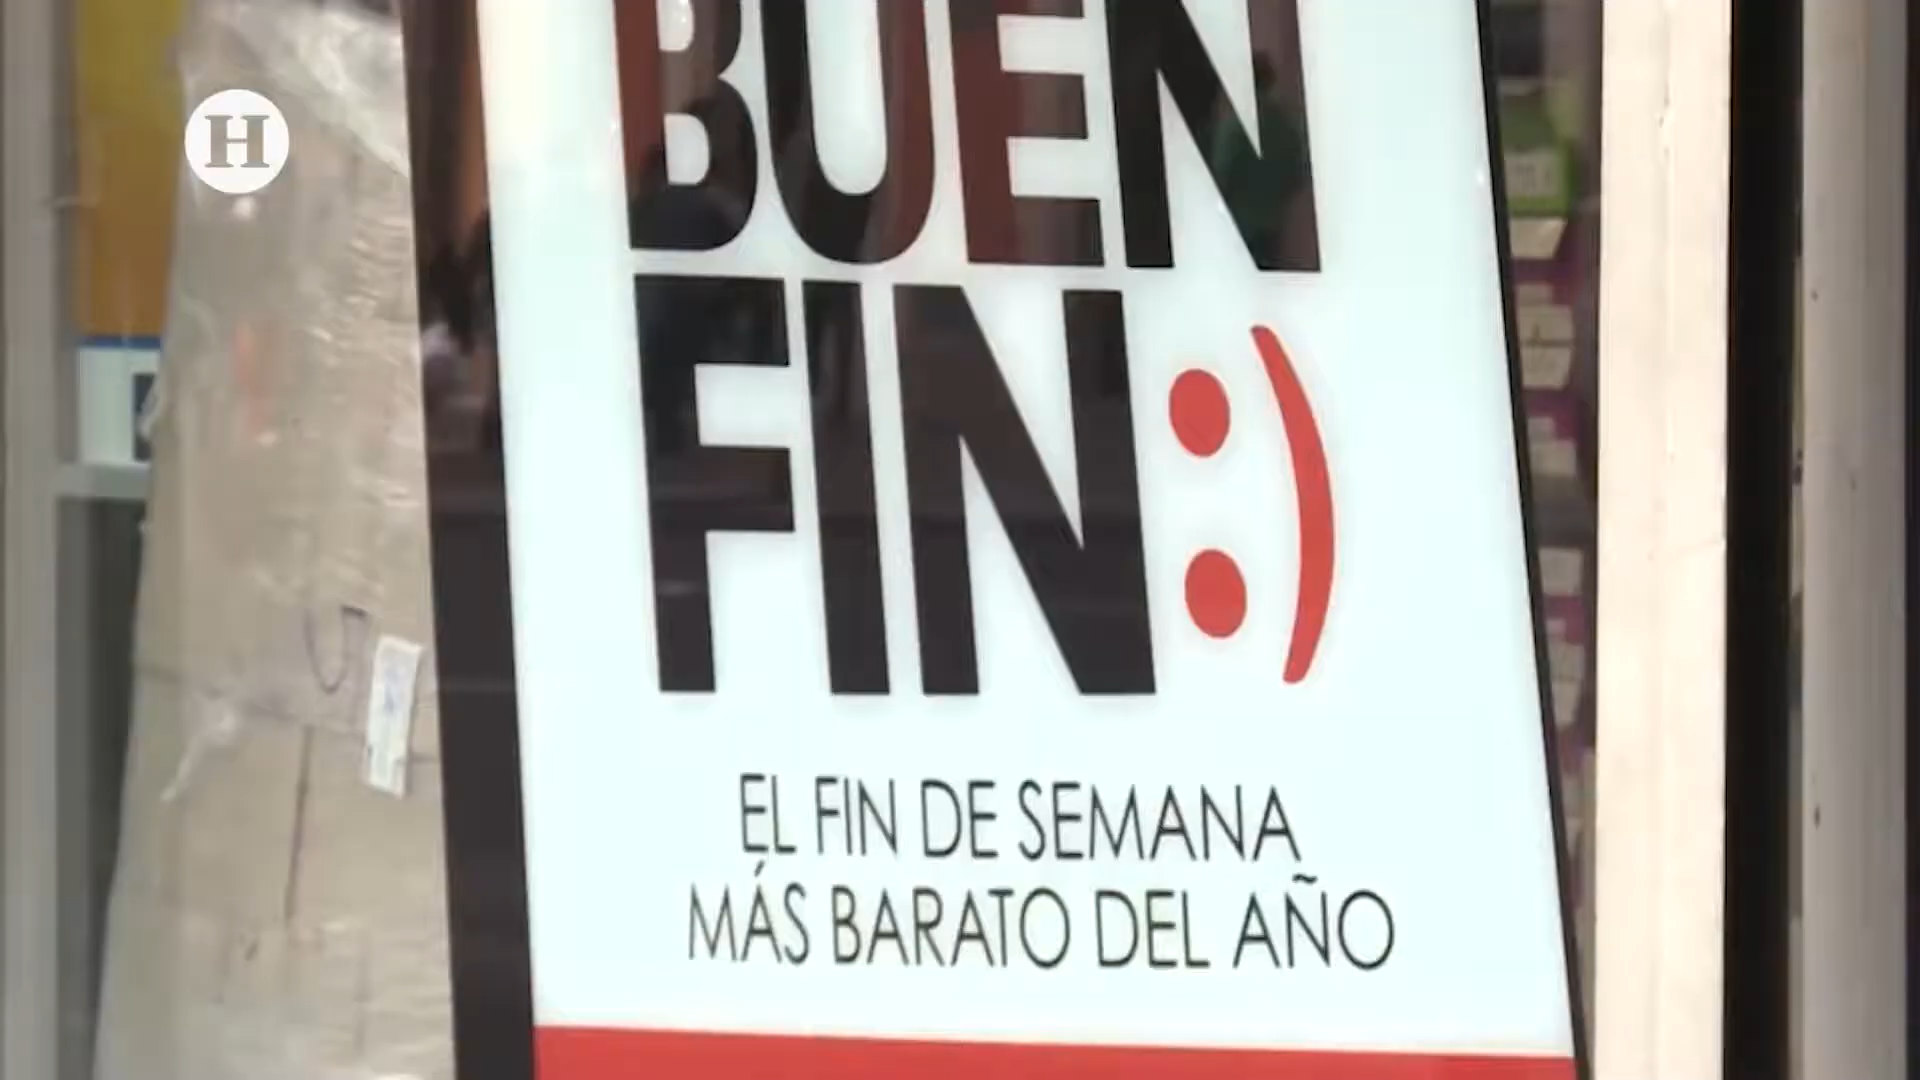 H
BUEN
FIN:)
EL FIN DE SEMANA
MÁS BARATO DEL AÑO